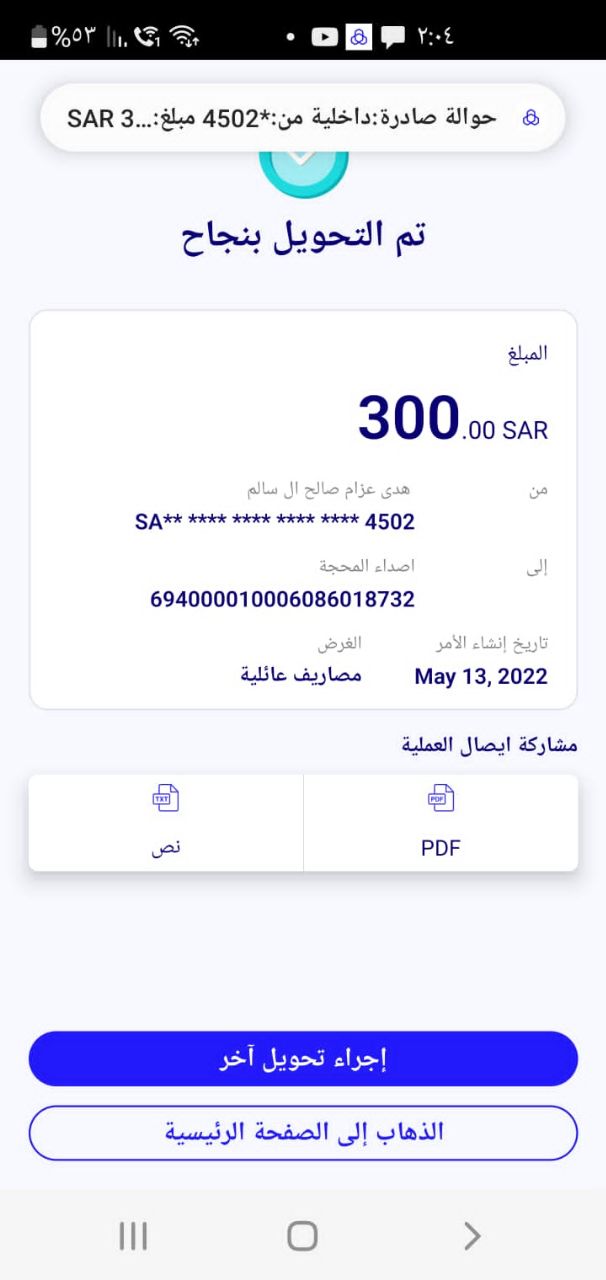 ٢:٠٤
%٥٣
حوالة صادرة:داخلية من:*4502 مبلغ:...SAR 3
تم التحويل بنجاح
المبلغ
300.00 SAR
من
هدى عزام صالح ال سالم
SA** **** **** **** **** 4502
إلى
اصداء المحجة
694000010006086018732
تاريخ إنشاء الأمر
الغرض
May 13, 2022
مصاريف عائلية
مشاركة ايصال العملية
PDF
PDF
TXT
نص
إجراء تحويل آخر
الذهاب إلى الصفحة الرئيسية